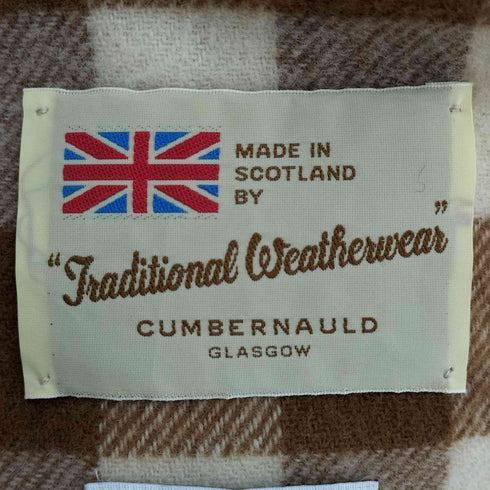 MADE IN
SCOTLAND
BY
"Traditional Weatherwear"
CUMBERNAULD
GLASGOW